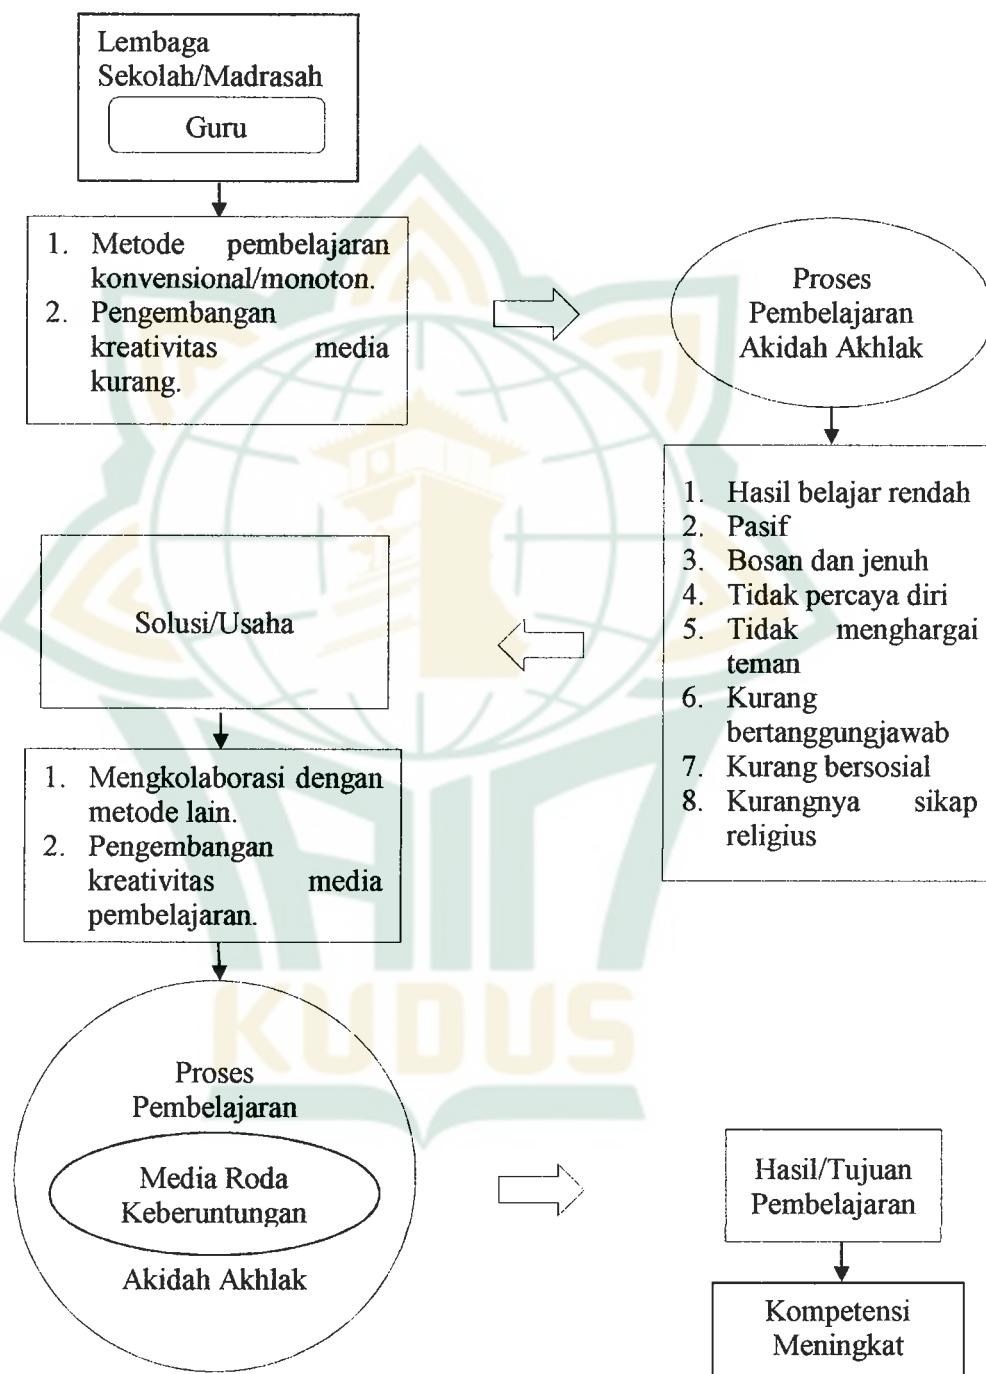 Lembaga
Sekolah/Madrasah
Guru
1. Metode pembelajaran
konvensional/monoton.
2. Pengembangan
kreativitas media
kurang.
Proses
Pembelajaran
Akidah Akhlak
1. Hasil belajar rendah
2. Pasif
3. Bosan dan jenuh
4. Tidak percaya diri
5. Tidak menghargai
teman
6. Kurang
bertanggungjawab
7. Kurang bersosial
8. Kurangnya sikap
religius
Solusi/Usaha
1. Mengkolaborasi dengan
metode lain.
2. Pengembangan
kreativitas media
pembelajaran.
Proses
Pembelajaran
Media Roda
Keberuntungan
Akidah Akhlak
Hasil/Tujuan
Pembelajaran
Kompetensi
Meningkat
IAIN
KUDUS